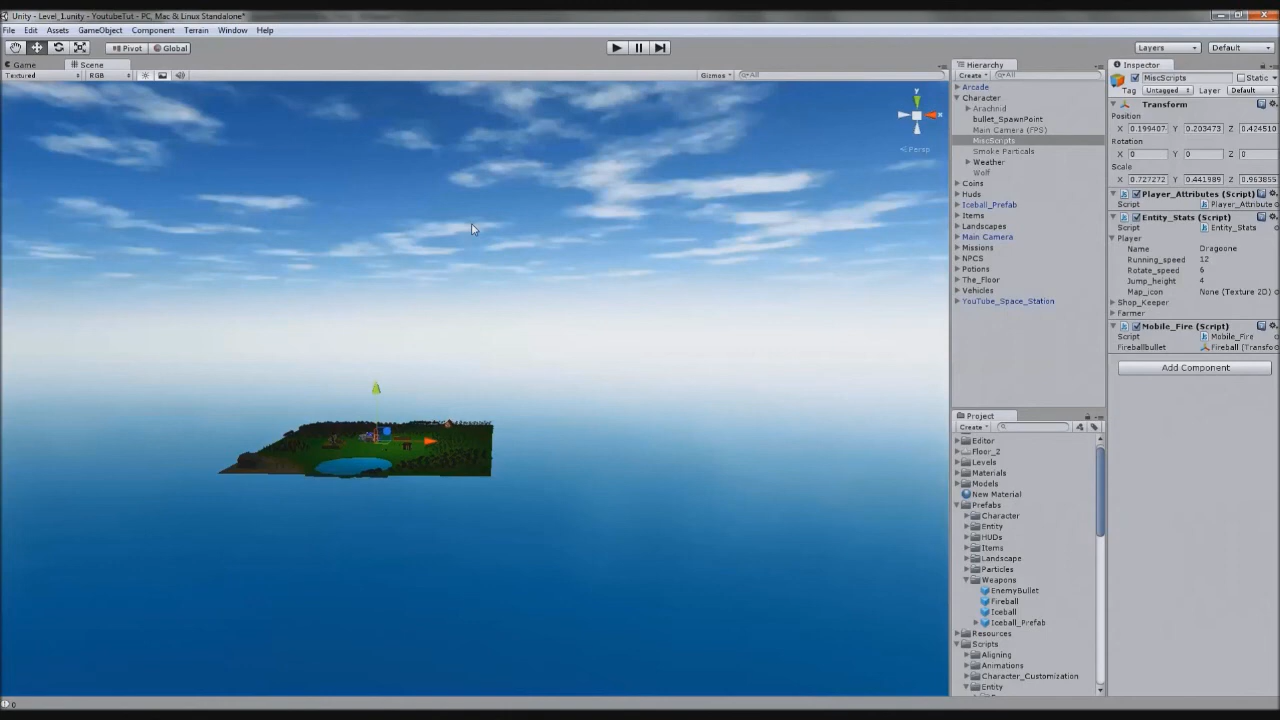 Unity - Level_1.unity - YoutubeTut - PC, Mac & Linux Standalone*
File Edit Assets GameObject Component Terrain Window Help
Pivot Global Layers Default
Game Scene
Textured RGB Gizmos All
y
x
Persp
Hierarchy
Create All
Arcade
Character
Arachnid
bullet_SpawnPoint
Main Camera (FPS)
MiscScripts
Smoke Particals
Weather
Wolf
Coins
Huds
Iceball_Prefab
Items
Landscapes
Main Camera
Missions
NPCS
Potions
The_Floor
Vehicles
YouTube_Space_Station
Project
Create
Editor
Floor_2
Levels
Materials
Models
New Material
Prefabs
Character
Entity
HUDs
Items
Landscape
Particles
Weapons
EnemyBullet
Fireball
Iceball
Iceball_Prefab
Resources
Scripts
Aligning
Animations
Character_Customization
Entity
Inspector
MiscScripts Static
Tag Untagged Layer Default
Transform
Position
X 0.199407 Y 0.203473 Z 0.424510
Rotation
X 0 Y 0 Z 0
Scale
X 0.727272 Y 0.441989 Z 0.963855
Player_Attributes (Script)
Script Player_Attribute
Entity_Stats (Script)
Script Entity_Stats
Player
Name Dragoone
Running_speed 12
Rotate_speed 6
Jump_height 4
Map_icon None (Texture 2D)
Shop_Keeper
Farmer
Mobile_Fire (Script)
Script Mobile_Fire
Fireballbullet Fireball (Transfo
Add Component
0